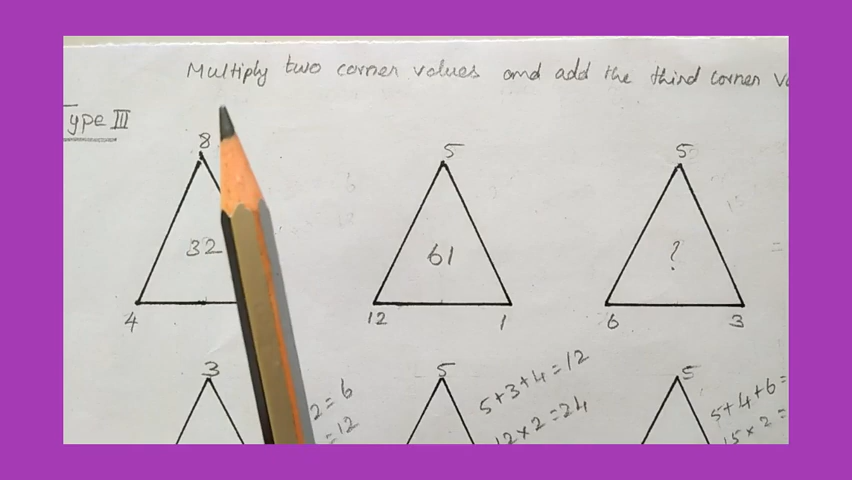 Multiply two corner values and add the third corner
Type III
8 5 5
32 61 ?
4 12 1 6 3
3 5 5
2=6 5+3+4=12 5+4+6=
=12 12×2=24 15×2=